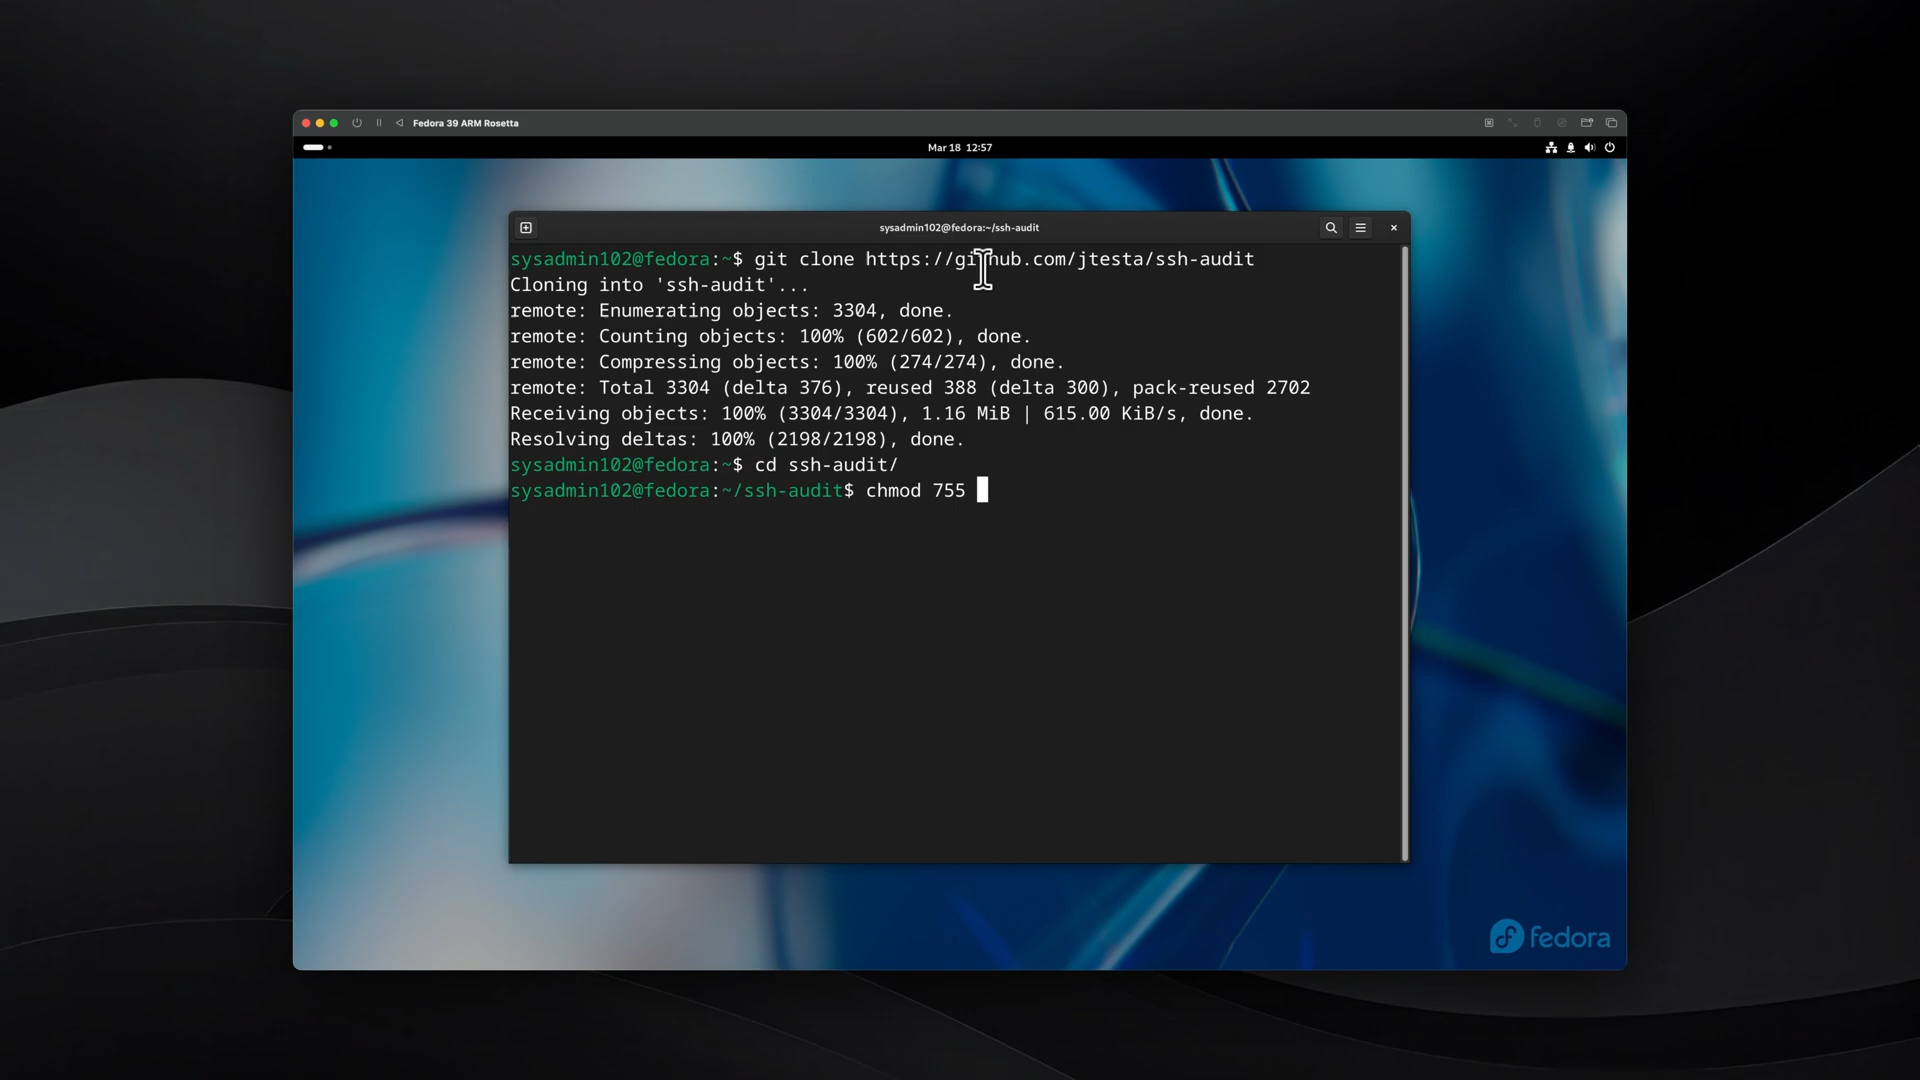 Fedora 39 ARM Rosetta
Mar 18 12:57
sysadmin102@fedora:~/ssh-audit
sysadmin102@fedora:~$ git clone https://github.com/jtesta/ssh-audit
Cloning into 'ssh-audit'...
remote: Enumerating objects: 3304, done.
remote: Counting objects: 100% (602/602), done.
remote: Compressing objects: 100% (274/274), done.
remote: Total 3304 (delta 376), reused 388 (delta 300), pack-reused 2702
Receiving objects: 100% (3304/3304), 1.16 MiB | 615.00 KiB/s, done.
Resolving deltas: 100% (2198/2198), done.
sysadmin102@fedora:~$ cd ssh-audit/
sysadmin102@fedora:~/ssh-audit$ chmod 755
fedora